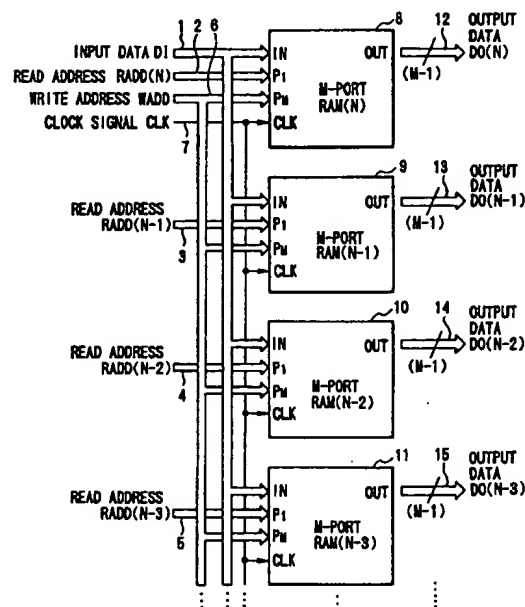 1 2 6 8 12 OUTPUT
INPUT DATA DI IN OUT DATA
READ ADDRESS RADD(N) P1 M-PORT (M-1) DO(N)
WRITE ADDRESS WADD PM RAM(N)
CLOCK SIGNAL CLK CLK
7
9 13 OUTPUT
IN OUT DATA
READ ADDRESS P1 (M-1) DO(N-1)
RADD(N-1) M-PORT
3 PM RAM(N-1)
CLK
10 14 OUTPUT
IN OUT DATA
READ ADDRESS P1 (M-1) DO(N-2)
RADD(N-2) M-PORT
4 PM RAM(N-2)
CLK
11 15 OUTPUT
IN OUT DATA
READ ADDRESS P1 (M-1) DO(N-3)
RADD(N-3) M-PORT
5 PM RAM(N-3)
CLK